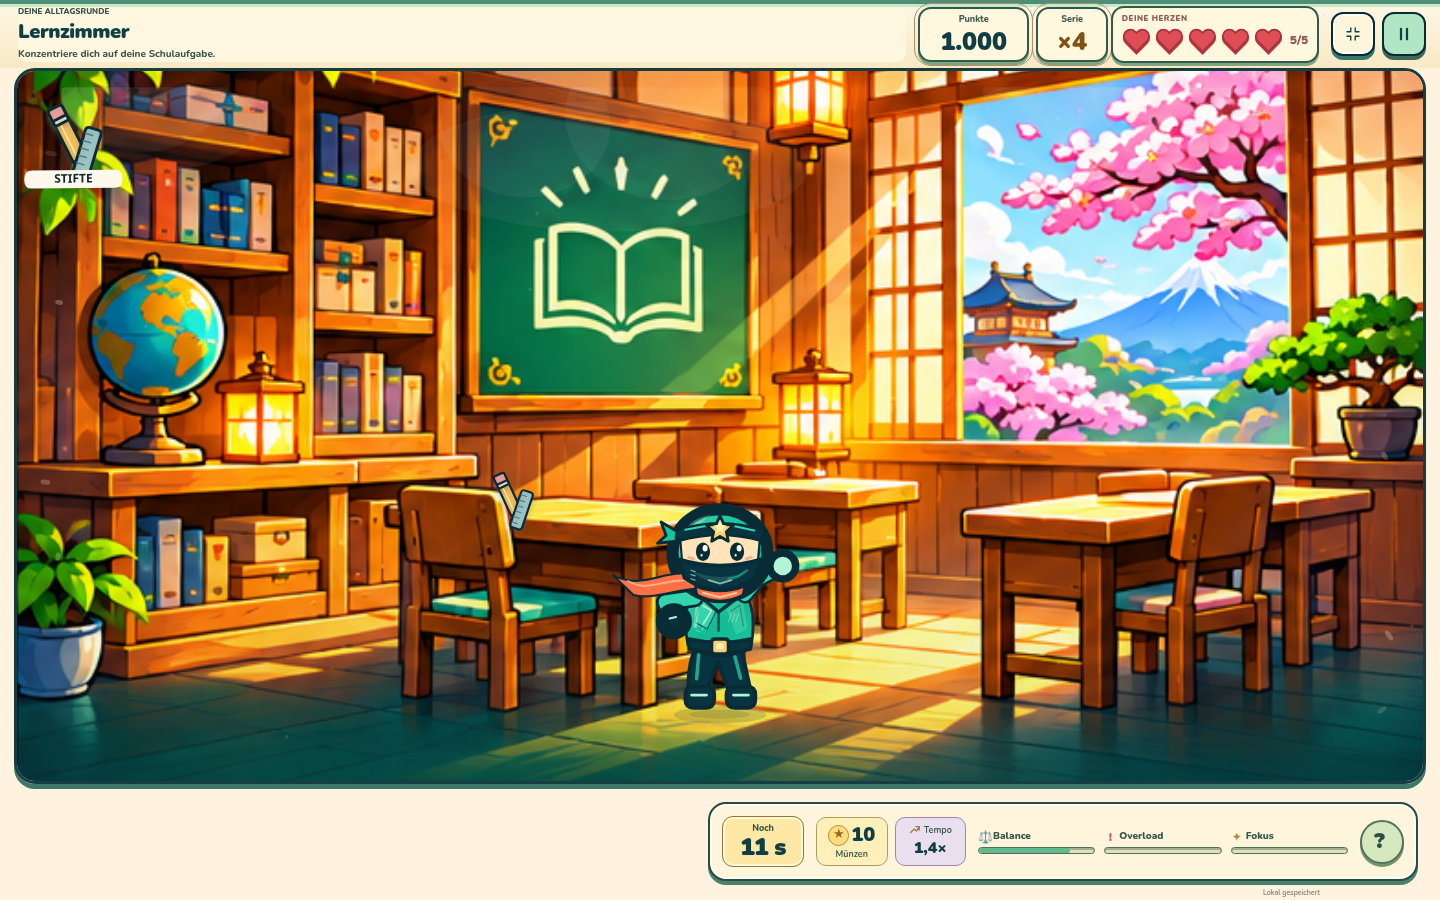 DEINE ALLTAGSRUNDE
Lernzimmer
Konzentriere dich auf deine Schulaufgabe.
Punkte
1.000
Serie
×4
DEINE HERZEN
5/5
STIFTE
Noch
11 s
10
Münzen
Tempo
1,4×
Balance
Overload
Fokus
?
Lokal gespeichert